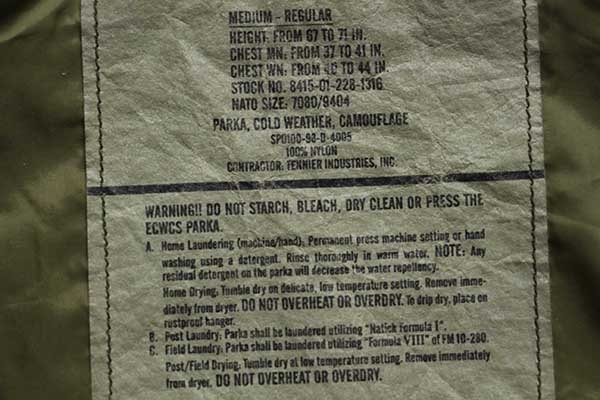 MEDIUM - REGULAR
HEIGHT: FROM 67 TO 71 IN.
CHEST MN: FROM 37 TO 41 IN.
CHEST WN: FROM 40 TO 44 IN.
STOCK NO. 8415-01-228-1316
NATO SIZE: 7080/9404
PARKA, COLD WEATHER, CAMOUFLAGE
SPO100-98-D-4005
100% NYLON
CONTRACTOR: TENNIER INDUSTRIES, INC
WARNING!! DO NOT STARCH, BLEACH, DRY CLEAN OR PRESS THE
ECWCS PARKA.
A. Home Laundering (machine/hand): Permanent press machine setting or hand
washing using a detergent. Rinse thoroughly in warm water. NOTE: Any
residual detergent on the parka will decrease the water repellency.
Home Drying: Tumble dry on delicate, low temperature setting. Remove imme-
diately from dryer. DO NOT OVERHEAT OR OVERDRY. To drip dry, place on
rustproof hanger.
B. Post Laundry: Parka shall be laundered utilizing "Natick Formula I".
C. Field Laundry: Parka shall be laundered utilizing "Formula VIII" of FM 10-280.
Post/Field Drying: Tumble dry at low temperature setting. Remove immediately
from dryer. DO NOT OVERHEAT OR OVERDRY.